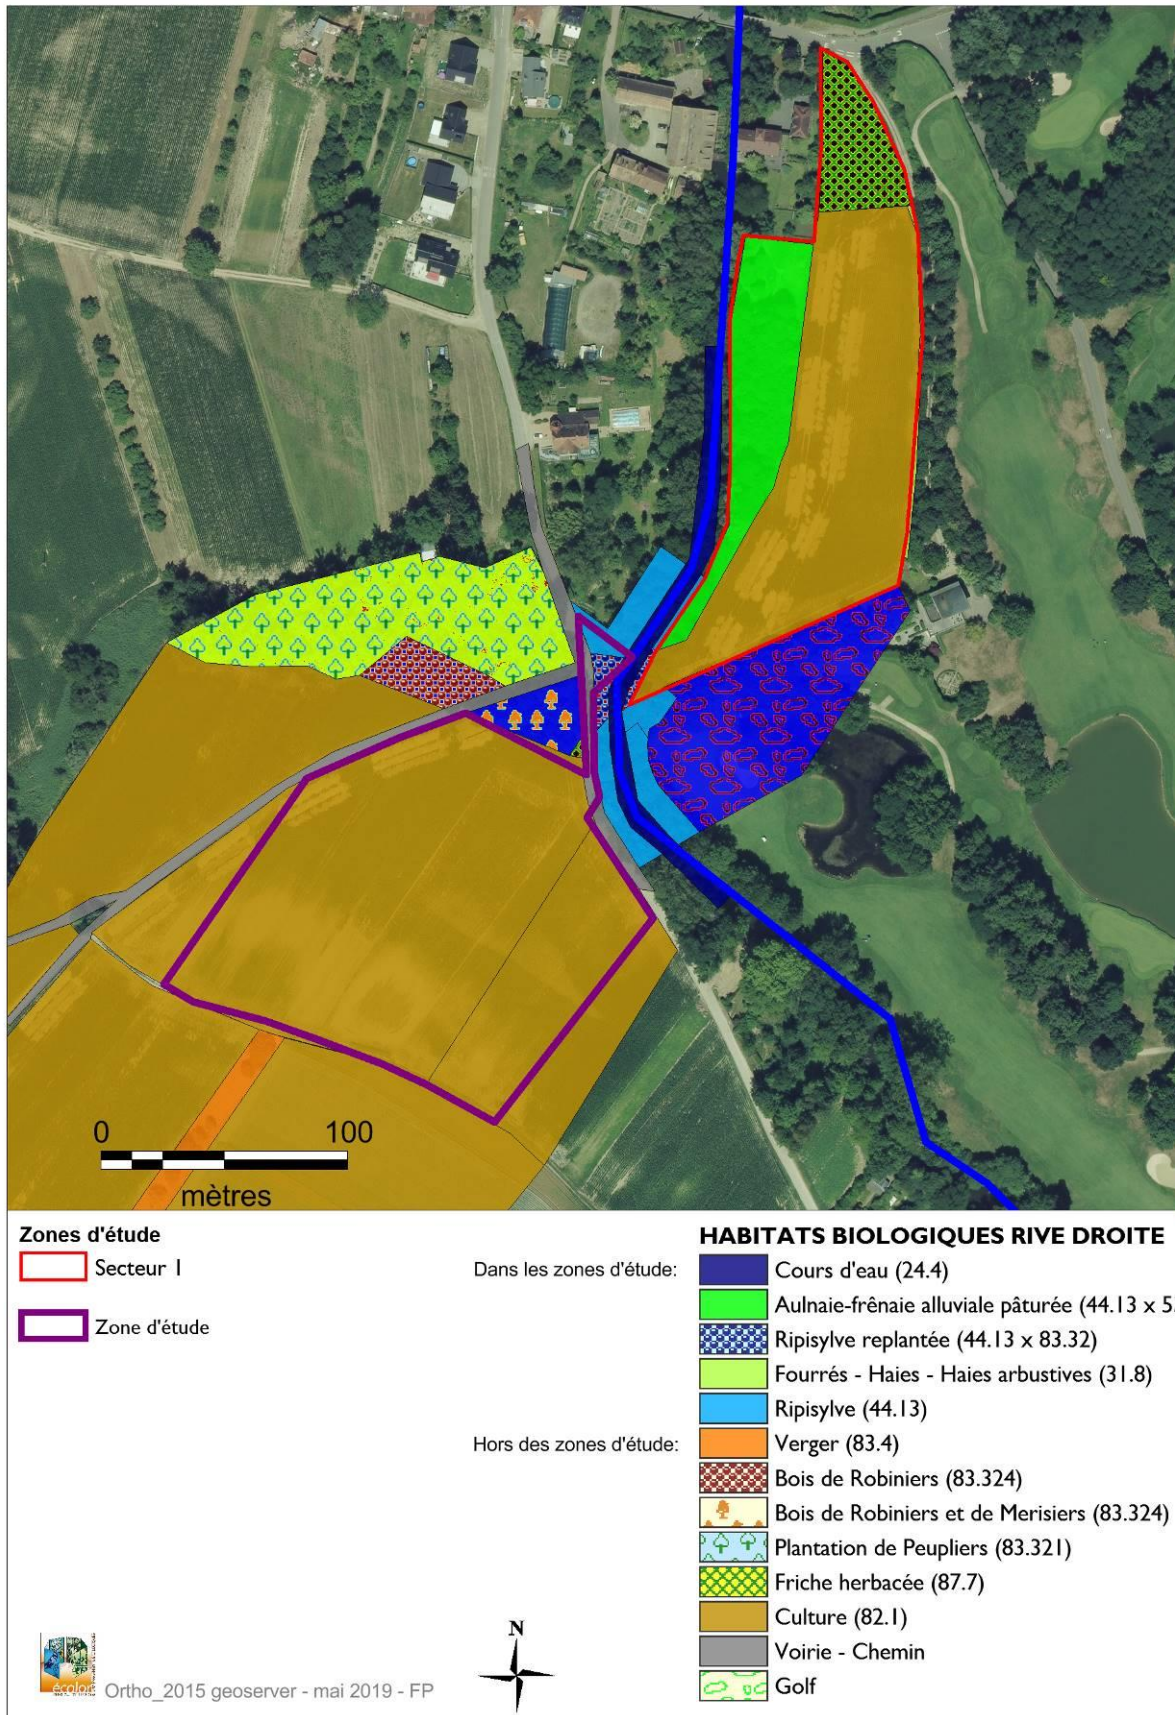 0 100
mètres
Zones d'étude
Secteur 1
Zone d'étude
HABITATS BIOLOGIQUES RIVE DROITE
Dans les zones d'étude:
Cours d'eau (24.4)
Aulnaie-frênaie alluviale pâturée (44.13 x 5
Ripisylve replantée (44.13 x 83.32)
Fourrés - Haies - Haies arbustives (31.8)
Ripisylve (44.13)
Hors des zones d'étude:
Verger (83.4)
Bois de Robiniers (83.324)
Bois de Robiniers et de Merisiers (83.324)
Plantation de Peupliers (83.321)
Friche herbacée (87.7)
Culture (82.1)
Voirie - Chemin
Golf
N
écolor
Ortho_2015 geoserver - mai 2019 - FP